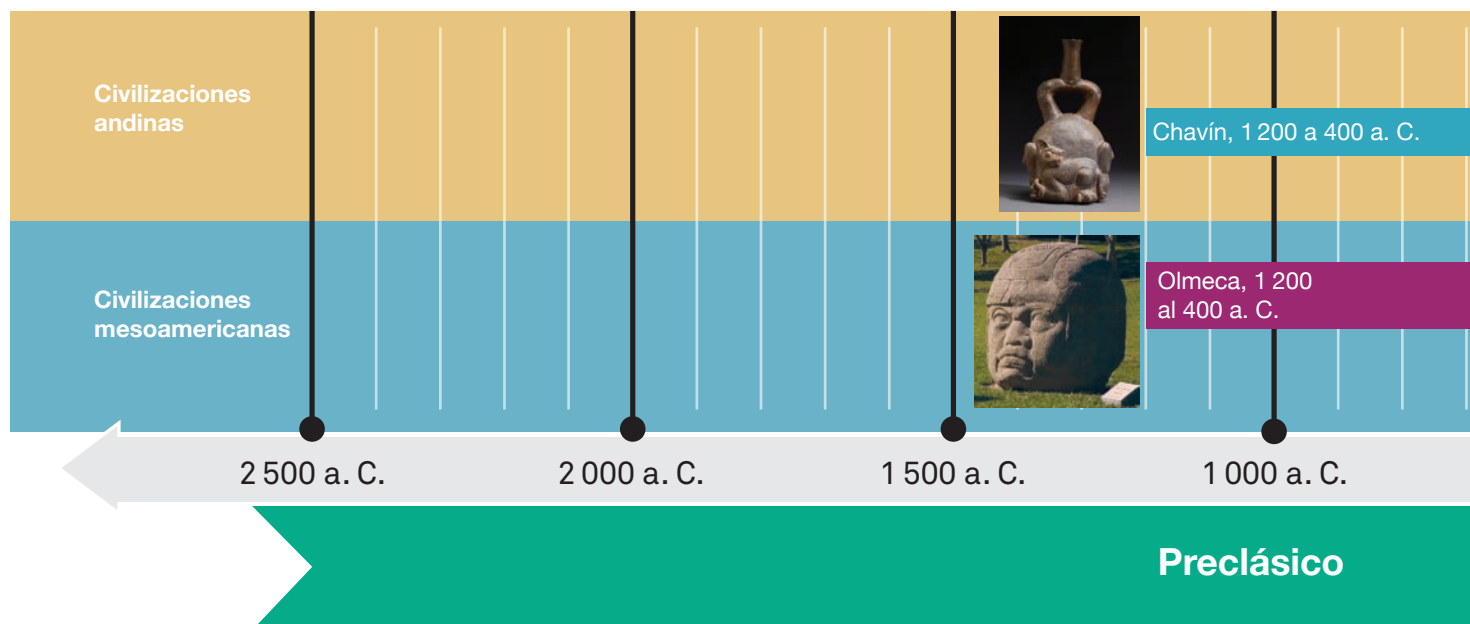 Civilizaciones
andinas
Chavín, 1 200 a 400 a. C.
Civilizaciones
mesoamericanas
Olmeca, 1 200
al 400 a. C.
2 500 a. C.
2 000 a. C.
1 500 a. C.
1 000 a. C.
Preclásico